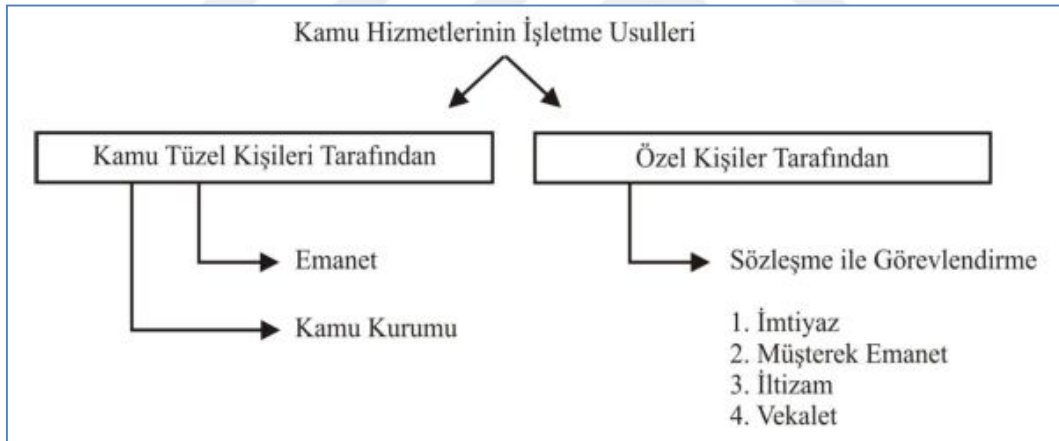 Kamu Hizmetlerinin İşletme Usulleri
Kamu Tüzel Kişileri Tarafından
Özel Kişiler Tarafından
Emanet
Kamu Kurumu
Sözleşme ile Görevlendirme
1. İmtiyaz
2. Müşterek Emanet
3. İltizam
4. Vekalet